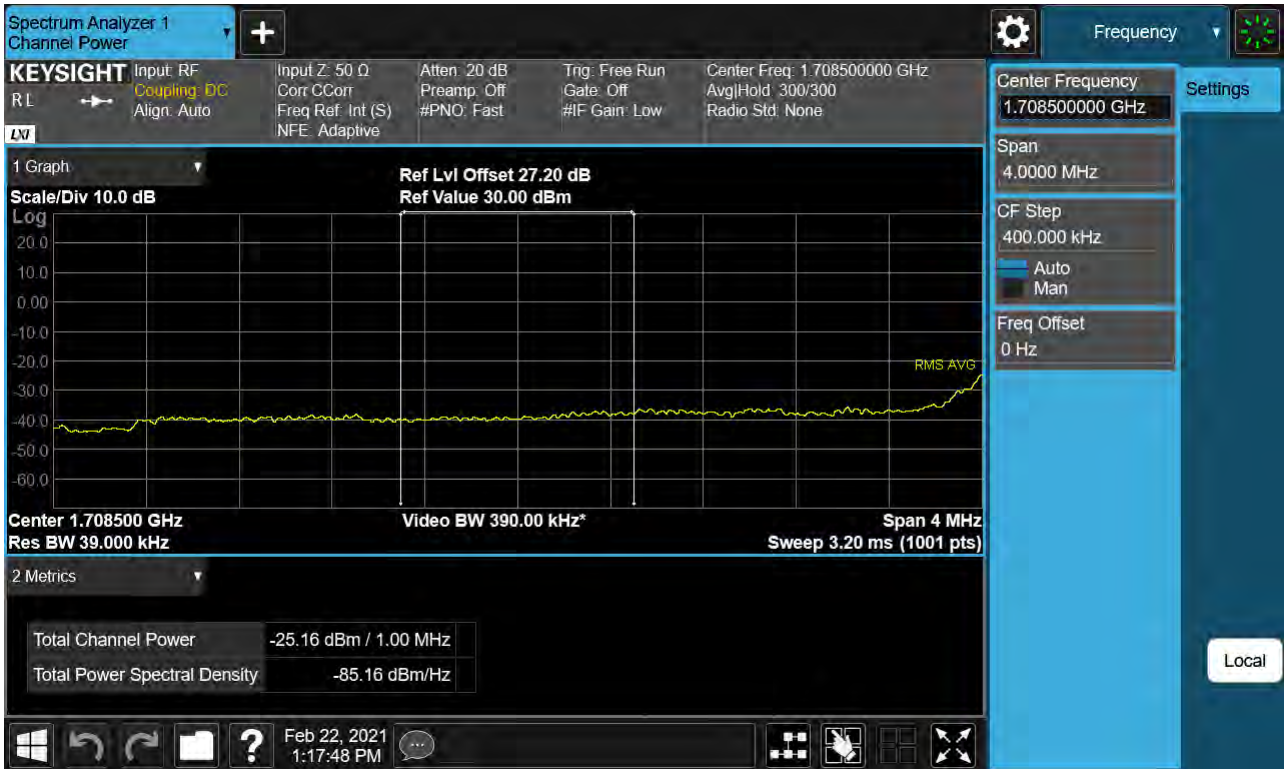 Spectrum Analyzer 1
Channel Power
Frequency
KEYSIGHT
RL
LXI
Input: RF
Coupling: DC
Align: Auto
Input Z: 50 Ω
Corr CCorr
Freq Ref: Int (S)
NFE: Adaptive
Atten: 20 dB
Preamp: Off
#PNO: Fast
Trig: Free Run
Gate: Off
#IF Gain: Low
Center Freq: 1.708500000 GHz
Avg|Hold: 300/300
Radio Std: None
Center Frequency
1.708500000 GHz
Settings
Span
4.0000 MHz
CF Step
400.000 kHz
Auto
Man
Freq Offset
0 Hz
1 Graph
Scale/Div 10.0 dB
Ref Lvl Offset 27.20 dB
Ref Value 30.00 dBm
Log
20.0
10.0
0.00
-10.0
-20.0
-30.0
-40.0
-50.0
-60.0
RMS AVG
Center 1.708500 GHz
Video BW 390.00 kHz*
Span 4 MHz
Res BW 39.000 kHz
Sweep 3.20 ms (1001 pts)
2 Metrics
Total Channel Power -25.16 dBm / 1.00 MHz
Total Power Spectral Density -85.16 dBm/Hz
Local
Feb 22, 2021
1:17:48 PM